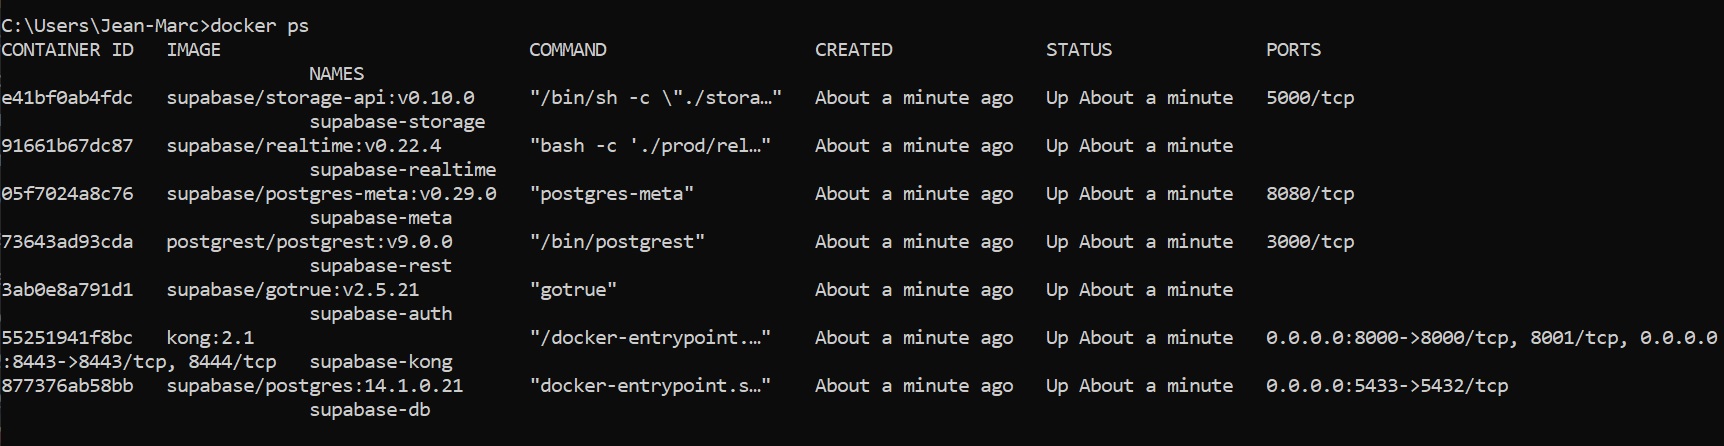 C:\Users\Jean-Marc>docker ps
CONTAINER ID   IMAGE                            COMMAND                   CREATED              STATUS              PORTS
                            NAMES
e41bf0ab4fdc   supabase/storage-api:v0.10.0     "/bin/sh -c \"./stora…"   About a minute ago   Up About a minute   5000/tcp
                            supabase-storage
91661b67dc87   supabase/realtime:v0.22.4        "bash -c './prod/rel…"    About a minute ago   Up About a minute
                            supabase-realtime
05f7024a8c76   supabase/postgres-meta:v0.29.0   "postgres-meta"           About a minute ago   Up About a minute   8080/tcp
                            supabase-meta
73643ad93cda   postgrest/postgrest:v9.0.0       "/bin/postgrest"          About a minute ago   Up About a minute   3000/tcp
                            supabase-rest
3ab0e8a791d1   supabase/gotrue:v2.5.21          "gotrue"                  About a minute ago   Up About a minute
                            supabase-auth
55251941f8bc   kong:2.1                         "/docker-entrypoint.…"    About a minute ago   Up About a minute   0.0.0.0:8000->8000/tcp, 8001/tcp, 0.0.0.0
:8443->8443/tcp, 8444/tcp   supabase-kong
877376ab58bb   supabase/postgres:14.1.0.21      "docker-entrypoint.s…"    About a minute ago   Up About a minute   0.0.0.0:5433->5432/tcp
                            supabase-db